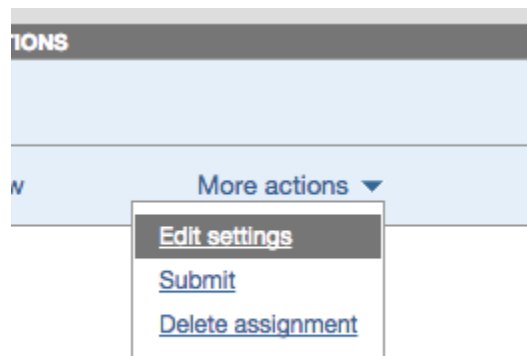 TIONS
w
More actions
Edit settings
Submit
Delete assignment